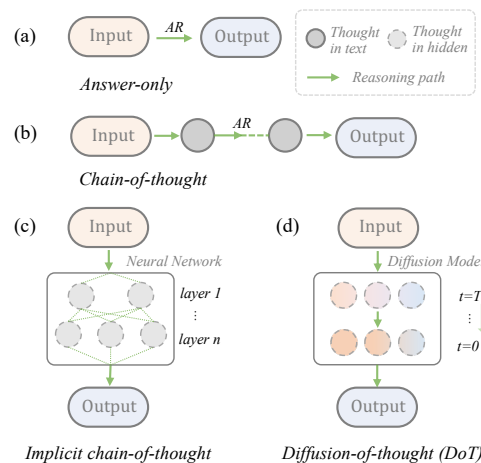 (a)
Input
AR
Output
Answer-only
Thought in text
Thought in hidden
Reasoning path
(b)
Input
AR
Output
Chain-of-thought
(c)
Input
Neural Network
layer 1
⋮
layer n
Output
Implicit chain-of-thought
(d)
Input
Diffusion Model
t=T
⋮
t=0
Output
Diffusion-of-thought (DoT)